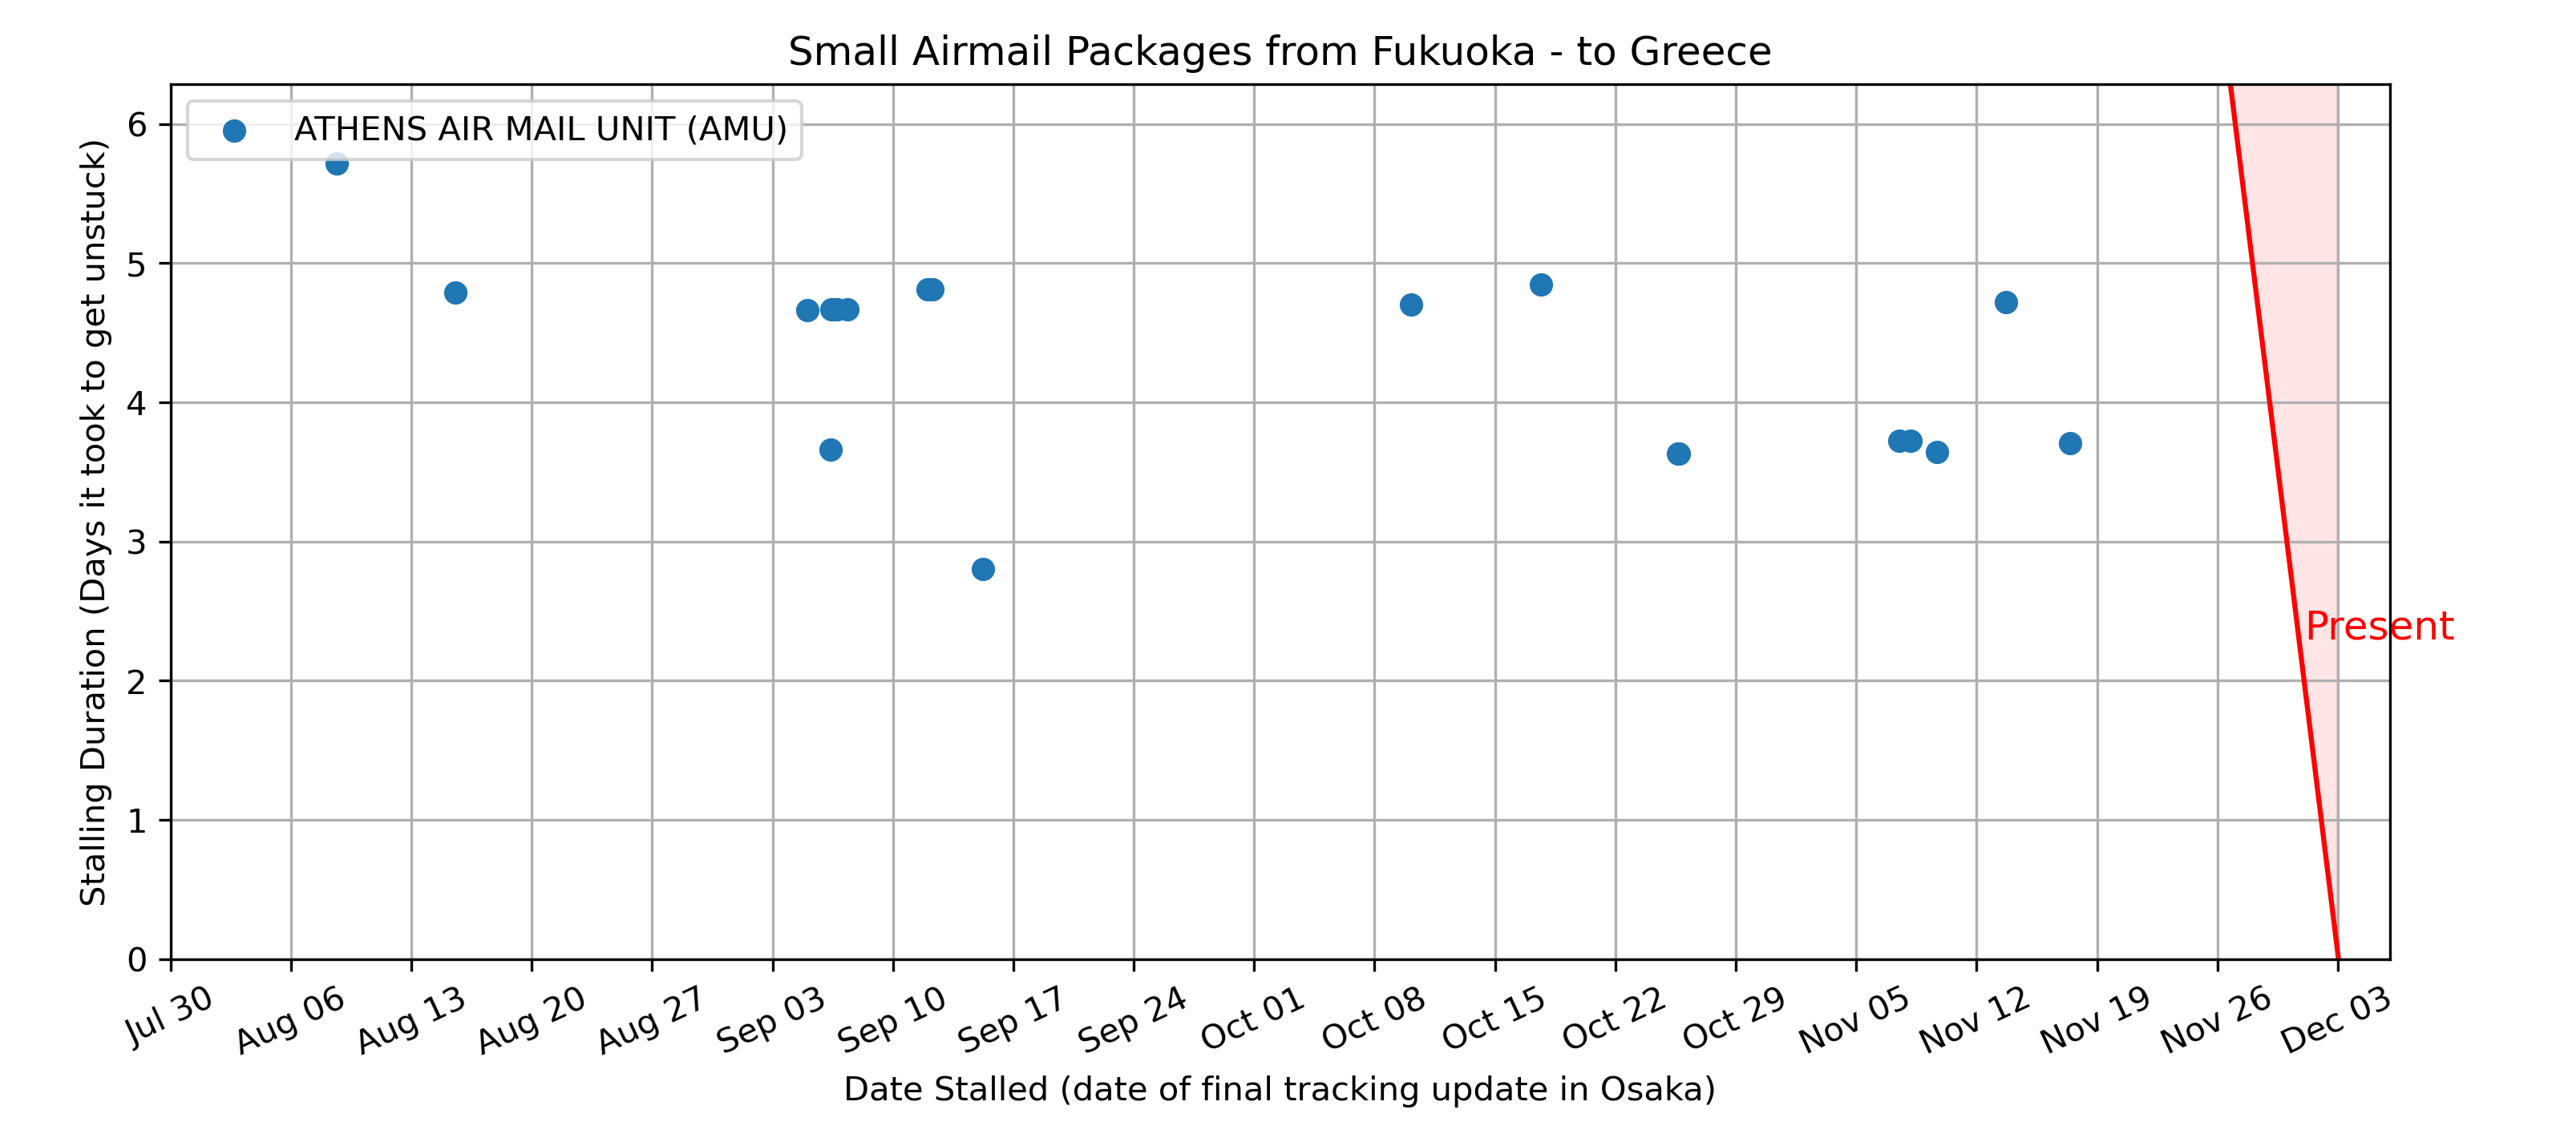 Small Airmail Packages from Fukuoka - to Greece
ATHENS AIR MAIL UNIT (AMU)
Stalling Duration (Days it took to get unstuck)
6
5
4
3
2
1
0
Present
Jul 30
Aug 06
Aug 13
Aug 20
Aug 27
Sep 03
Sep 10
Sep 17
Sep 24
Oct 01
Oct 08
Oct 15
Oct 22
Oct 29
Nov 05
Nov 12
Nov 19
Nov 26
Dec 03
Date Stalled (date of final tracking update in Osaka)